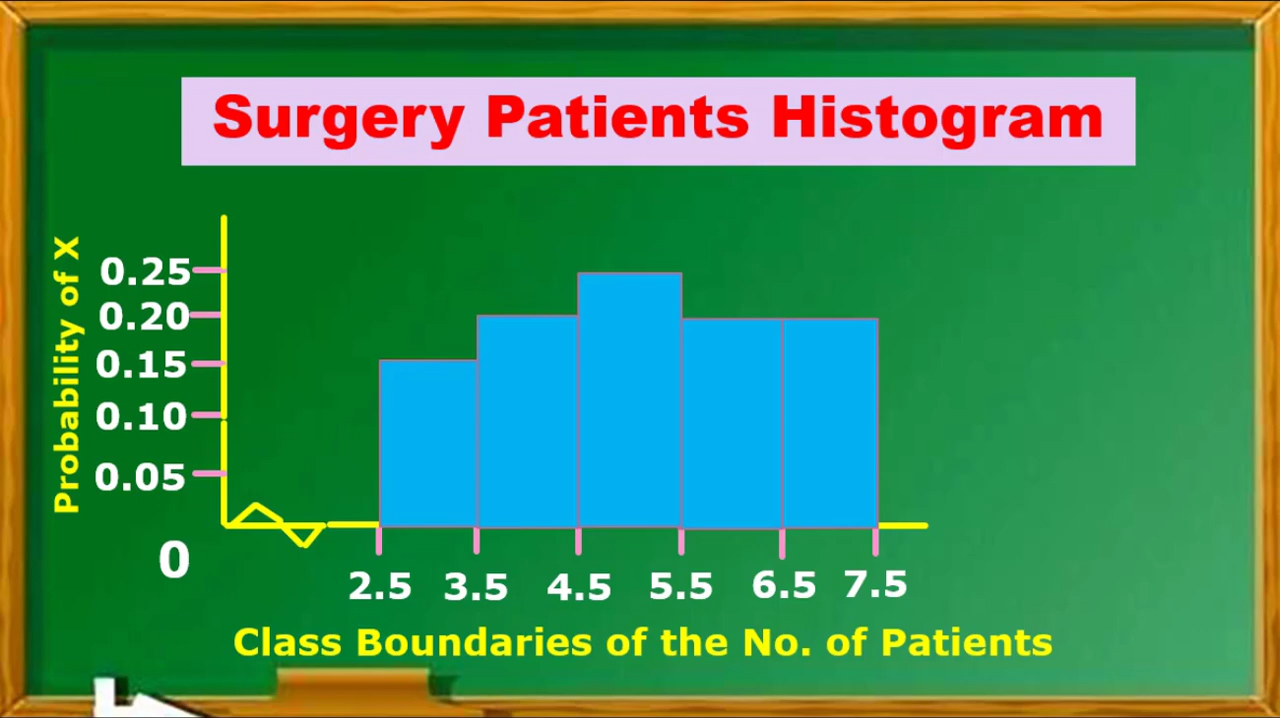 Surgery Patients Histogram
Probability of X
0.25
0.20
0.15
0.10
0.05
0
2.5 3.5 4.5 5.5 6.5 7.5
Class Boundaries of the No. of Patients